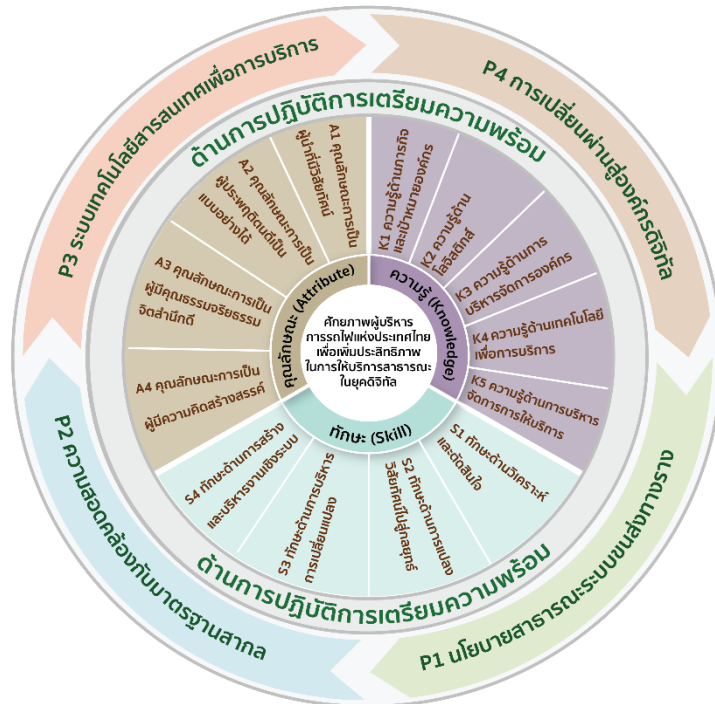 ศักยภาพผู้บริหาร
การรถไฟแห่งประเทศไทย
เพื่อเพิ่มประสิทธิภาพ
ในการให้บริการสาธารณะ
ในยุคดิจิทัล
ความรู้ (Knowledge)
K1 ความรู้ด้านภารกิจ
และเป้าหมายองค์กร
K2 ความรู้ด้าน
โลจิสติกส์
K3 ความรู้ด้านการ
บริหารจัดการองค์กร
K4 ความรู้ด้านเทคโนโลยี
เพื่อการบริการ
K5 ความรู้ด้านการบริหาร
จัดการการให้บริการ
ทักษะ (Skill)
S1 ทักษะด้านวิเคราะห์
และตัดสินใจ
S2 ทักษะด้านการแปลง
วิสัยทัศน์ไปสู่กลยุทธ์
S3 ทักษะด้านการบริหาร
การเปลี่ยนแปลง
S4 ทักษะด้านการสร้าง
และบริหารงานเชิงระบบ
คุณลักษณะ (Attribute)
A1 คุณลักษณะการเป็น
ผู้นำที่มีวิสัยทัศน์
A2 คุณลักษณะการเป็น
ผู้ประพฤติตนดีเป็น
แบบอย่างได้
A3 คุณลักษณะการเป็น
ผู้มีคุณธรรมจริยธรรม
จิตสำนึกดี
A4 คุณลักษณะการเป็น
ผู้มีความคิดสร้างสรรค์
ด้านการปฏิบัติการเตรียมความพร้อม
ด้านการปฏิบัติการเตรียมความพร้อม
P1 นโยบายสาธารณะระบบขนส่งทางราง
P2 ความสอดคล้องกับมาตรฐานสากล
P3 ระบบเทคโนโลยีสารสนเทศเพื่อการบริการ
P4 การเปลี่ยนผ่านสู่องค์กรดิจิทัล